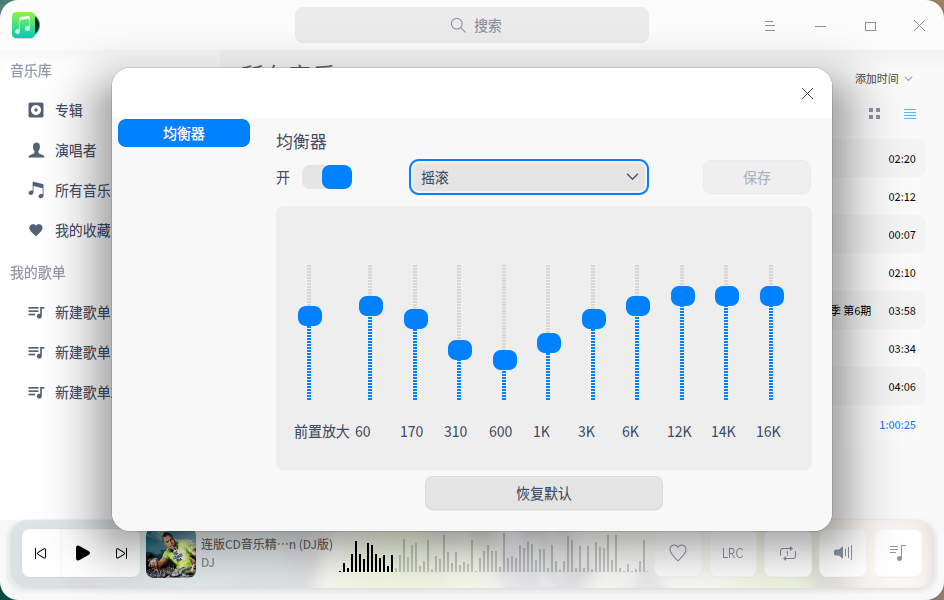 搜索
音乐库
专辑
演唱者
所有音乐
我的收藏
我的歌单
新建歌单
新建歌单
新建歌单
所有音乐
添加时间
02:20
02:12
00:07
02:10
季 第6期 03:58
03:34
04:06
1:00:25
均衡器
均衡器
开
摇滚
保存
前置放大 60 170 310 600 1K 3K 6K 12K 14K 16K
恢复默认
连版CD音乐精⋯n (DJ版)
DJ
LRC